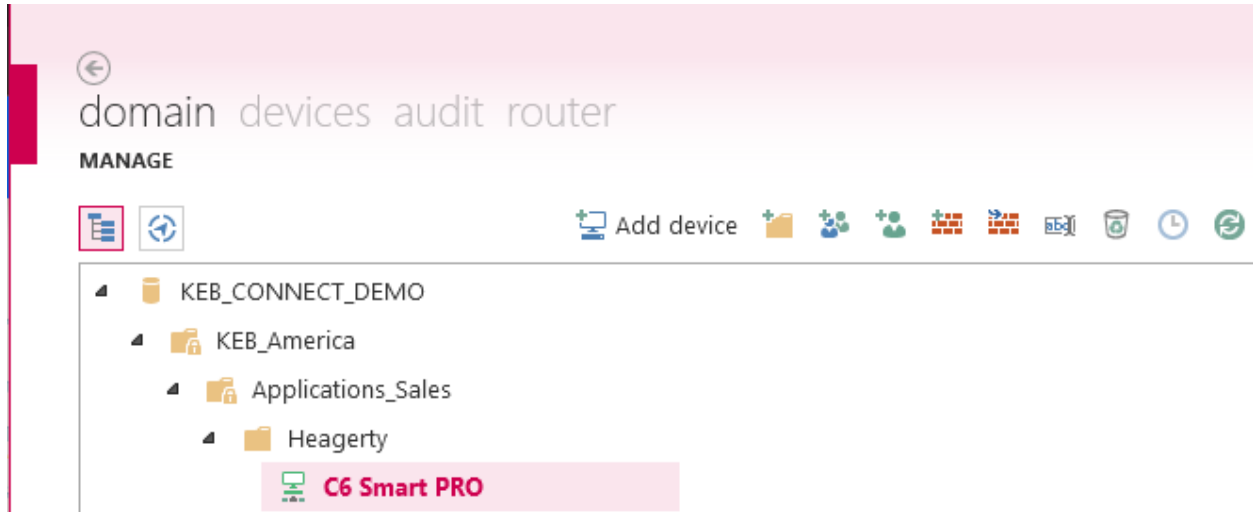 domain devices audit router
MANAGE
Add device
KEB_CONNECT_DEMO
KEB_America
Applications_Sales
Heagerty
C6 Smart PRO